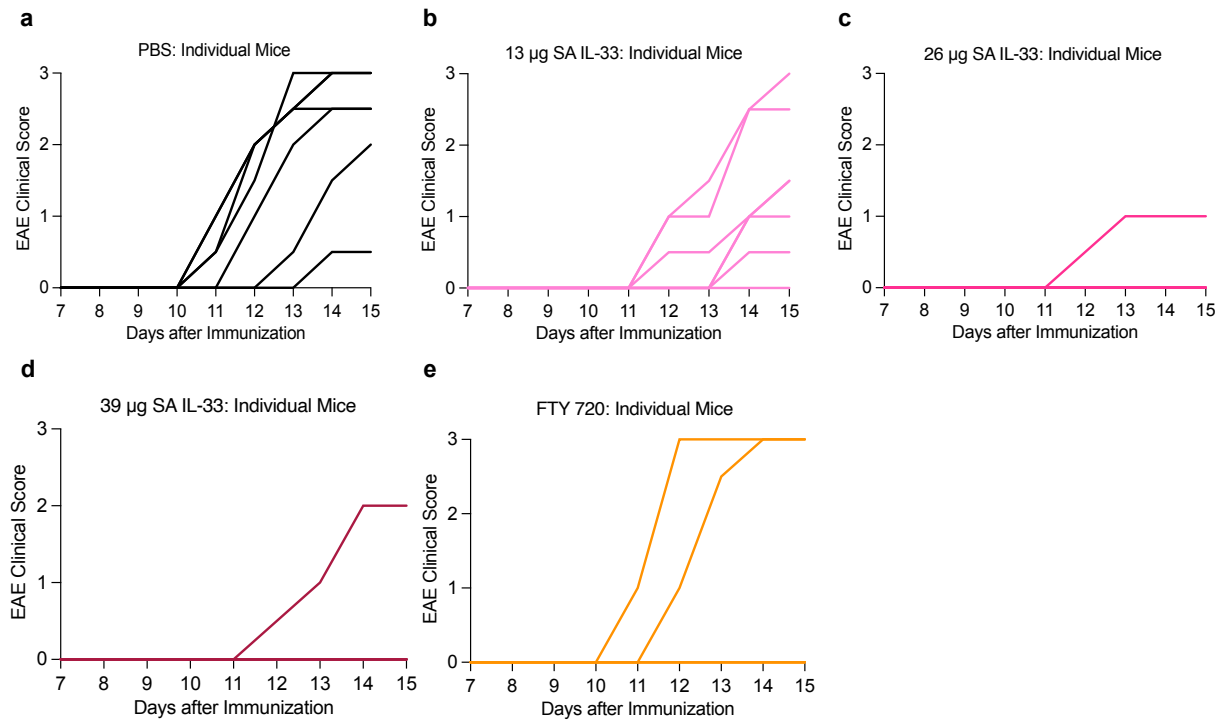 a
PBS: Individual Mice
EAE Clinical Score
3
2
1
0
7 8 9 10 11 12 13 14 15
Days after Immunization
b
13 µg SA IL-33: Individual Mice
EAE Clinical Score
3
2
1
0
7 8 9 10 11 12 13 14 15
Days after Immunization
c
26 µg SA IL-33: Individual Mice
EAE Clinical Score
3
2
1
0
7 8 9 10 11 12 13 14 15
Days after Immunization
d
39 µg SA IL-33: Individual Mice
EAE Clinical Score
3
2
1
0
7 8 9 10 11 12 13 14 15
Days after Immunization
e
FTY 720: Individual Mice
EAE Clinical Score
3
2
1
0
7 8 9 10 11 12 13 14 15
Days after Immunization